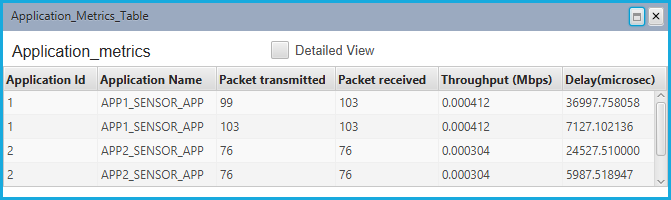 Application_Metrics_Table
Application_metrics Detailed View
Application Id Application Name Packet transmitted Packet received Throughput (Mbps) Delay(microsec)
1 APP1_SENSOR_APP 99 103 0.000412 36997.758058
1 APP1_SENSOR_APP 103 103 0.000412 7127.102136
2 APP2_SENSOR_APP 76 76 0.000304 24527.510000
2 APP2_SENSOR_APP 76 76 0.000304 5987.518947